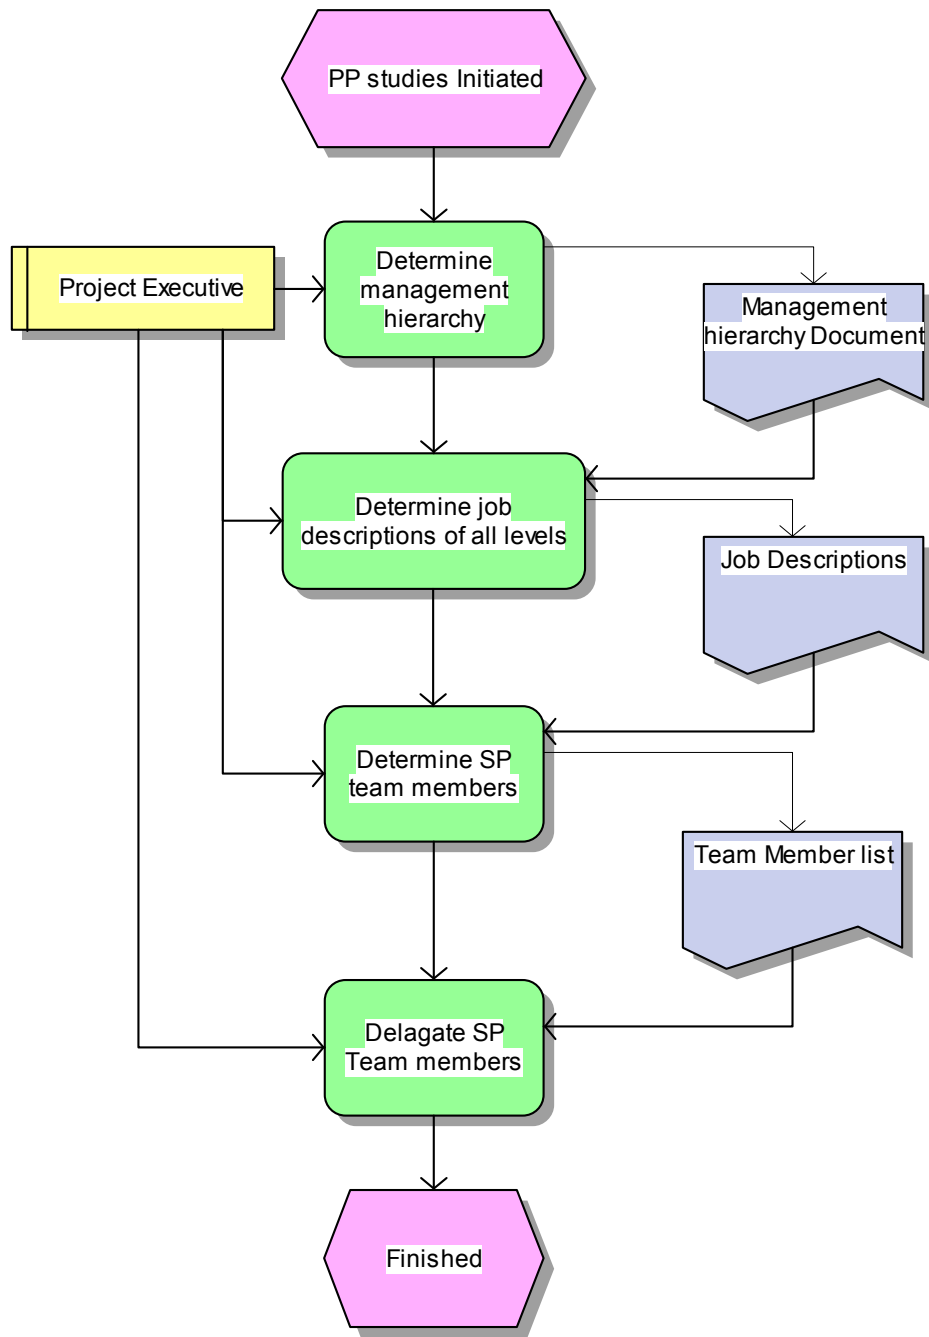 PP studies Initiated
Project Executive
Determine
management
hierarchy
Management
hierarchy Document
Determine job
descriptions of all levels
Job Descriptions
Determine SP
team members
Team Member list
Delagate SP
Team members
Finished